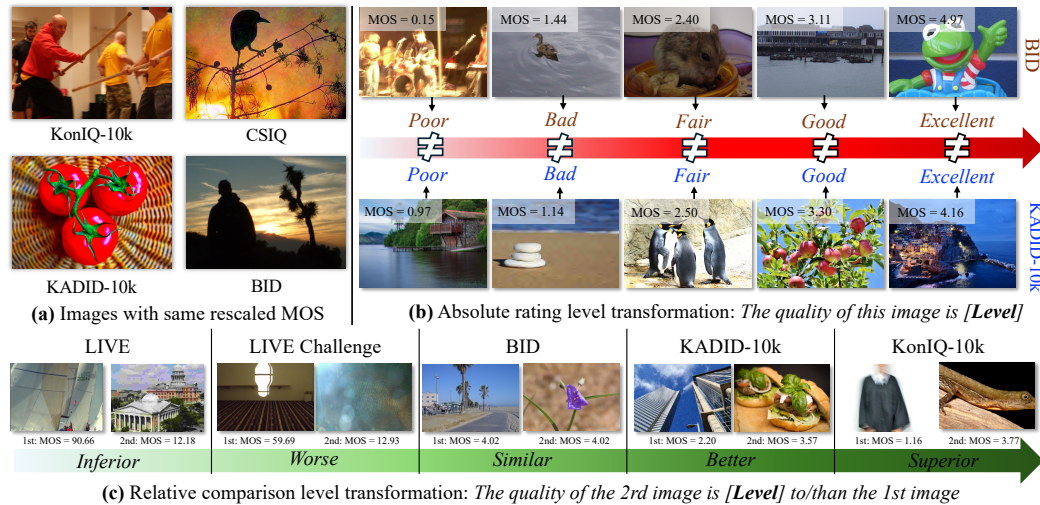 KonIQ-10k
CSIQ
KADID-10k
BID
(a) Images with same rescaled MOS
MOS = 0.15
MOS = 1.44
MOS = 2.40
MOS = 3.11
MOS = 4.97
BID
Poor
Bad
Fair
Good
Excellent
≠ ≠ ≠ ≠ ≠
Poor
Bad
Fair
Good
Excellent
MOS = 0.97
MOS = 1.14
MOS = 2.50
MOS = 3.30
MOS = 4.16
KADID-10k
(b) Absolute rating level transformation: The quality of this image is [Level]
LIVE
LIVE Challenge
BID
KADID-10k
KonIQ-10k
1st: MOS = 90.66
2nd: MOS = 12.18
1st: MOS = 59.69
2nd: MOS = 12.93
1st: MOS = 4.02
2nd: MOS = 4.02
1st: MOS = 2.20
2nd: MOS = 3.57
1st: MOS = 1.16
2nd: MOS = 3.77
Inferior
Worse
Similar
Better
Superior
(c) Relative comparison level transformation: The quality of the 2rd image is [Level] to/than the 1st image